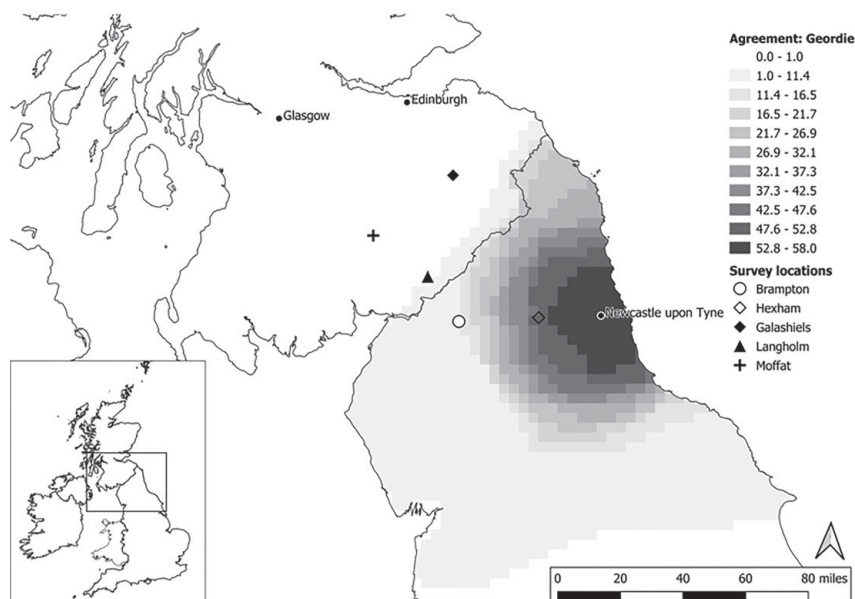 Agreement: Geordie
0.0 - 1.0
1.0 - 11.4
11.4 - 16.5
16.5 - 21.7
21.7 - 26.9
26.9 - 32.1
32.1 - 37.3
37.3 - 42.5
42.5 - 47.6
47.6 - 52.8
52.8 - 58.0
Survey locations
Brampton
Hexham
Galashiels
Langholm
Moffat
Edinburgh
Glasgow
Newcastle upon Tyne
0 20 40 60 80 miles